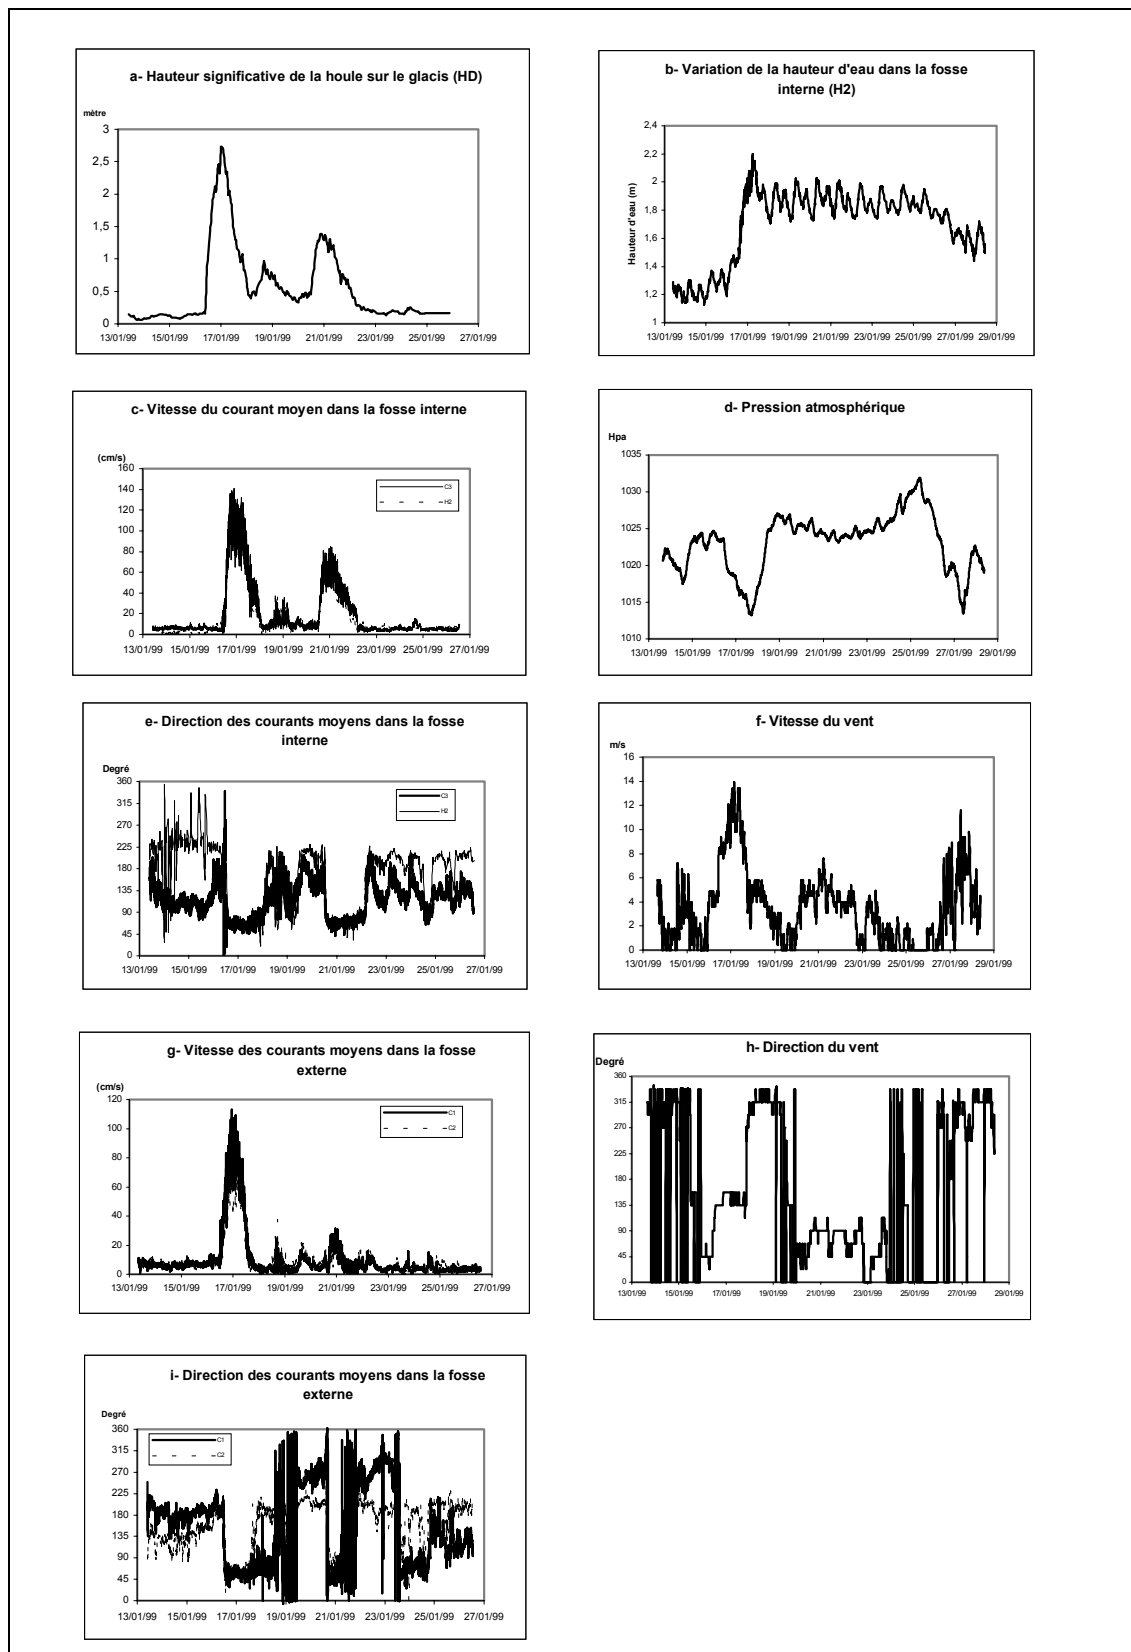 a- Hauteur significative de la houle sur le glacis (HD)
mètre
3
2,5
2
1,5
1
0,5
0
13/01/99 15/01/99 17/01/99 19/01/99 21/01/99 23/01/99 25/01/99 27/01/99
b- Variation de la hauteur d'eau dans la fosse
interne (H2)
Hauteur d'eau (m)
2,4
2,2
2
1,8
1,6
1,4
1,2
1
13/01/99 15/01/99 17/01/99 19/01/99 21/01/99 23/01/99 25/01/99 27/01/99 29/01/99
c- Vitesse du courant moyen dans la fosse interne
(cm/s)
160
140
120
100
80
60
40
20
0
C3
H2
13/01/99 15/01/99 17/01/99 19/01/99 21/01/99 23/01/99 25/01/99 27/01/99
d- Pression atmosphérique
Hpa
1035
1030
1025
1020
1015
1010
13/01/99 15/01/99 17/01/99 19/01/99 21/01/99 23/01/99 25/01/99 27/01/99 29/01/99
e- Direction des courants moyens dans la fosse
interne
Degré
360
315
270
225
180
135
90
45
0
C3
H2
13/01/99 15/01/99 17/01/99 19/01/99 21/01/99 23/01/99 25/01/99 27/01/99
f- Vitesse du vent
m/s
16
14
12
10
8
6
4
2
0
13/01/99 15/01/99 17/01/99 19/01/99 21/01/99 23/01/99 25/01/99 27/01/99 29/01/99
g- Vitesse des courants moyens dans la fosse
externe
(cm/s)
120
100
80
60
40
20
0
C1
C2
13/01/99 15/01/99 17/01/99 19/01/99 21/01/99 23/01/99 25/01/99 27/01/99
h- Direction du vent
Degré
360
315
270
225
180
135
90
45
0
13/01/99 15/01/99 17/01/99 19/01/99 21/01/99 23/01/99 25/01/99 27/01/99 29/01/99
i- Direction des courants moyens dans la fosse
externe
Degré
360
315
270
225
180
135
90
45
0
C1
C2
13/01/99 15/01/99 17/01/99 19/01/99 21/01/99 23/01/99 25/01/99 27/01/99